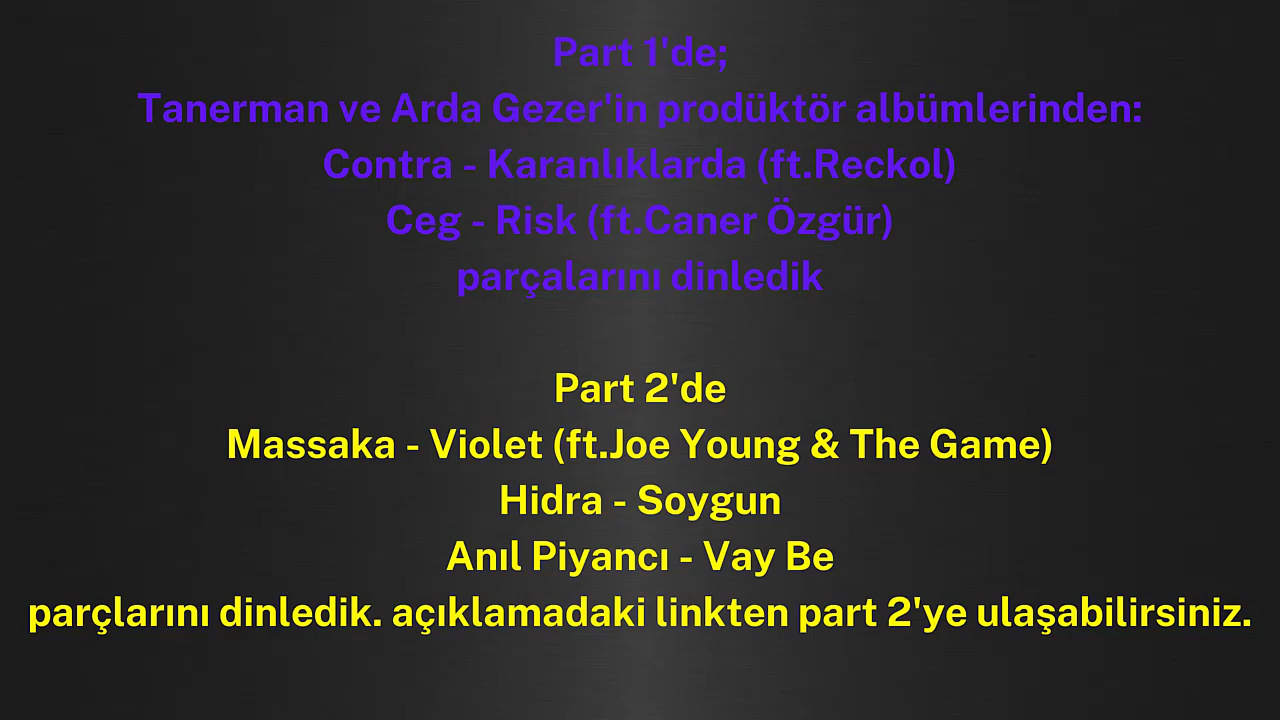 Part 1'de;
Tanerman ve Arda Gezer'in prodüktör albümlerinden:
Contra - Karanlıklarda (ft.Reckol)
Ceg - Risk (ft.Caner Özgür)
parçalarını dinledik
Part 2'de
Massaka - Violet (ft.Joe Young & The Game)
Hidra - Soygun
Anıl Piyancı - Vay Be
parçlarını dinledik. açıklamadaki linkten part 2'ye ulaşabilirsiniz.